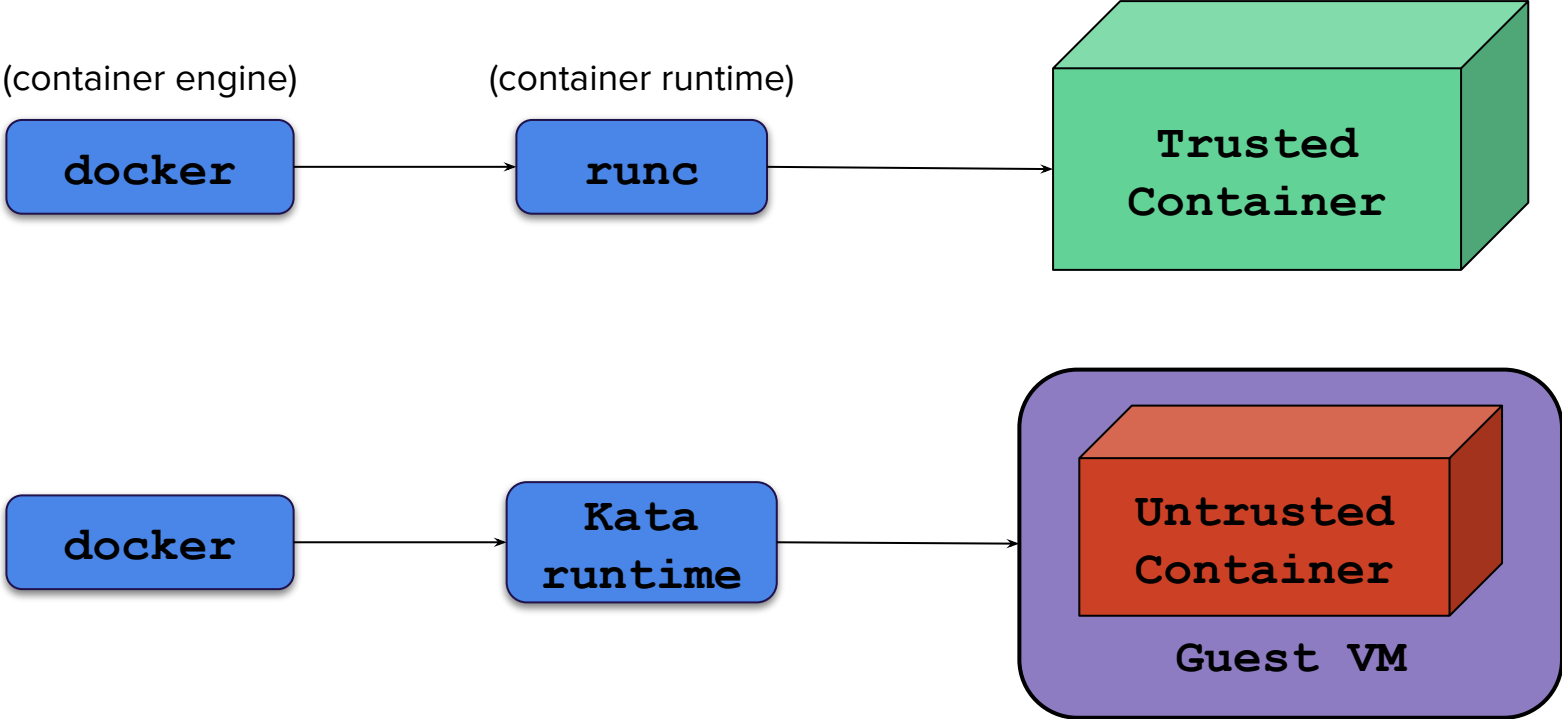 (container engine)
(container runtime)
docker
runc
Trusted
Container
docker
Kata
runtime
Untrusted
Container
Guest VM